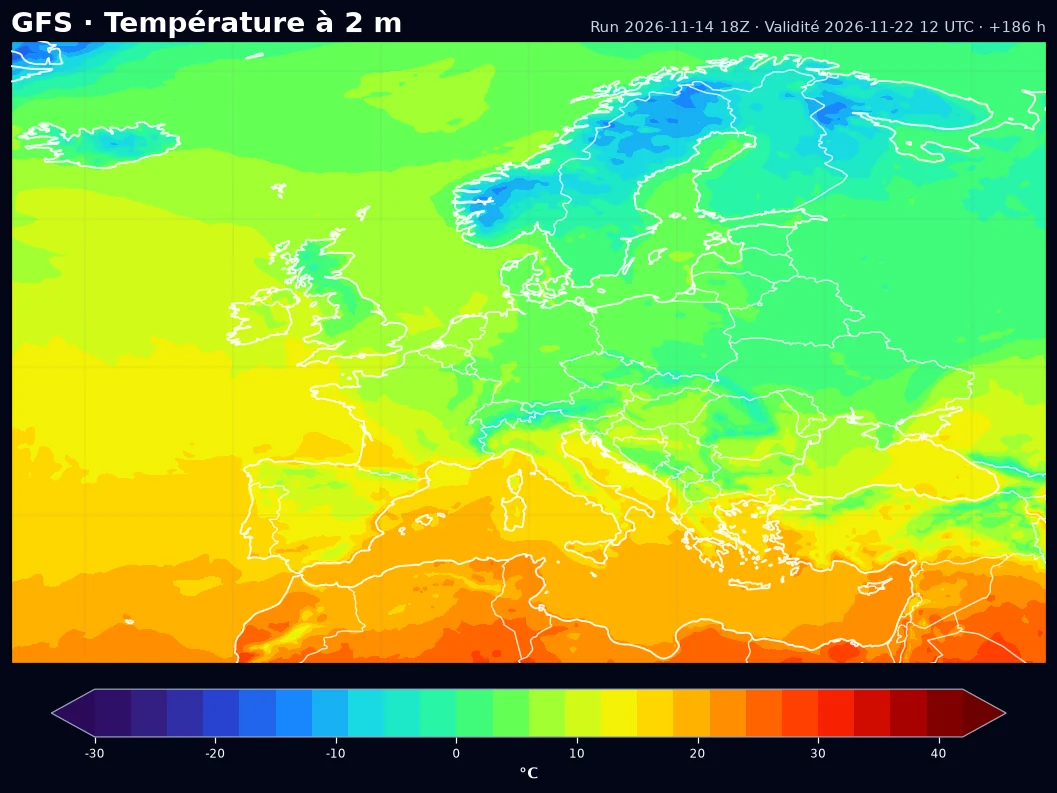 GFS · Température à 2 m
Run 2026-11-14 18Z · Validité 2026-11-22 12 UTC · +186 h
-30 -20 -10 0 10 20 30 40
°C